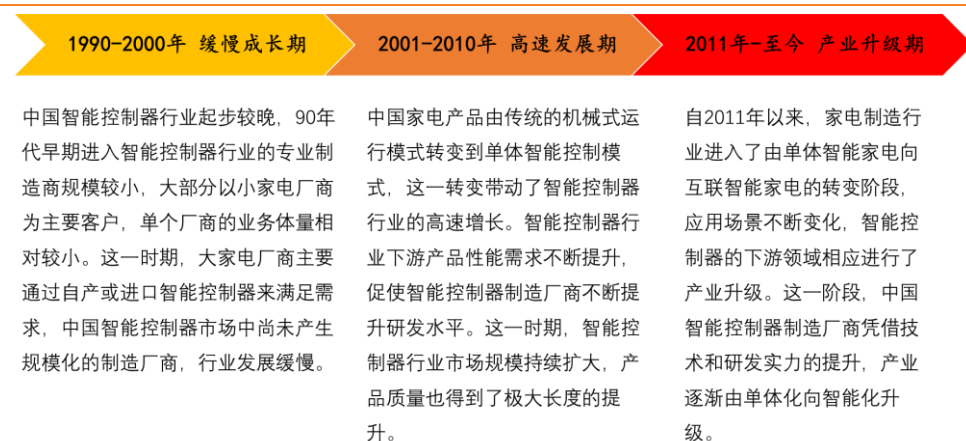 1990-2000年 缓慢成长期
中国智能控制器行业起步较晚，90年
代早期进入智能控制器行业的专业制
造商规模较小，大部分以小家电厂商
为主要客户，单个厂商的业务体量相
对较小。这一时期，大家电厂商主要
通过自产或进口智能控制器来满足需
求，中国智能控制器市场中尚未产生
规模化的制造厂商，行业发展缓慢。
2001-2010年 高速发展期
中国家电产品由传统的机械式运
行模式转变到单体智能控制模
式，这一转变带动了智能控制器
行业的高速增长。智能控制器行
业下游产品性能需求不断提升，
促使智能控制器制造厂商不断提
升研发水平。这一时期，智能控
制器行业市场规模持续扩大，产
品质量也得到了极大长度的提
升。
2011年-至今 产业升级期
自2011年以来，家电制造行
业进入了由单体智能家电向
互联智能家电的转变阶段，
应用场景不断变化，智能控
制器的下游领域相应进行了
产业升级。这一阶段，中国
智能控制器制造厂商凭借技
术和研发实力的提升，产业
逐渐由单体化向智能化升
级。